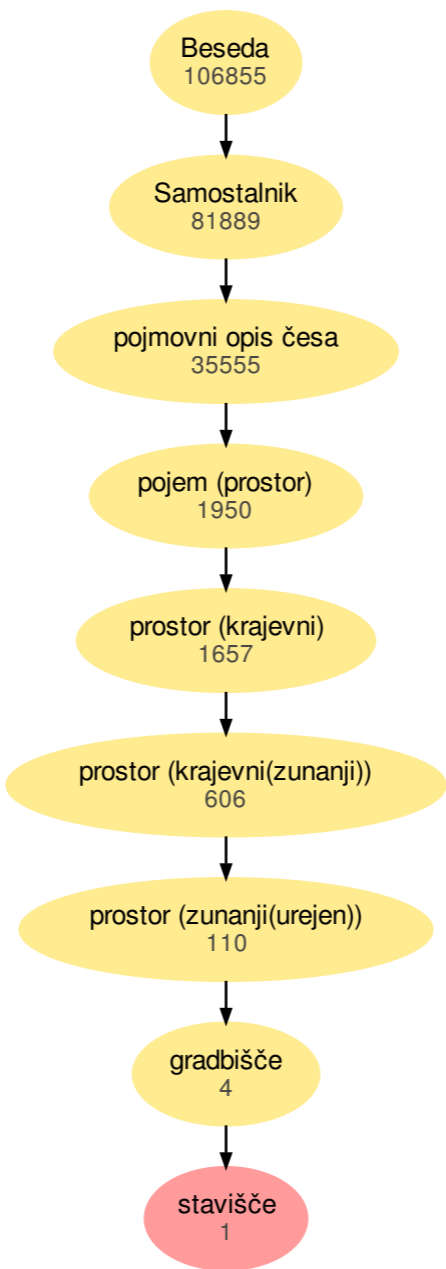 Beseda
106855
Samostalnik
81889
pojmovni opis česa
35555
pojem (prostor)
1950
prostor (krajevni)
1657
prostor (krajevni(zunanji))
606
prostor (zunanji(urejen))
110
gradbišče
4
stavišče
1